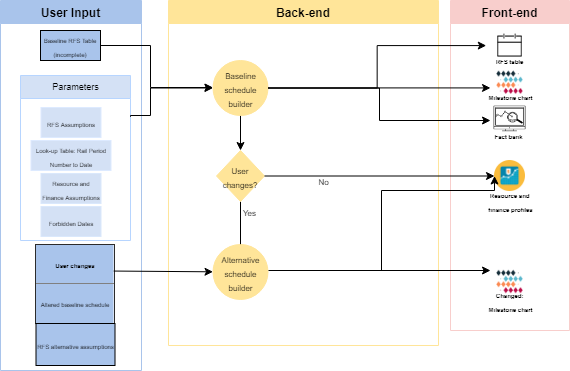 User Input
Back-end
Front-end
Baseline RFS Table
(incomplete)
Parameters
RFS Assumptions
Look-up Table: Rail Period
Number to Date
Resource and
Finance Assumptions
Forbidden Dates
User changes
Altered baseline schedule
RFS alternative assumptions
Baseline
schedule
builder
User
changes?
No
Yes
Alternative
schedule
builder
RFS table
Milestone chart
Fact bank
Resource and
finance profiles
Changed:
Milestone chart